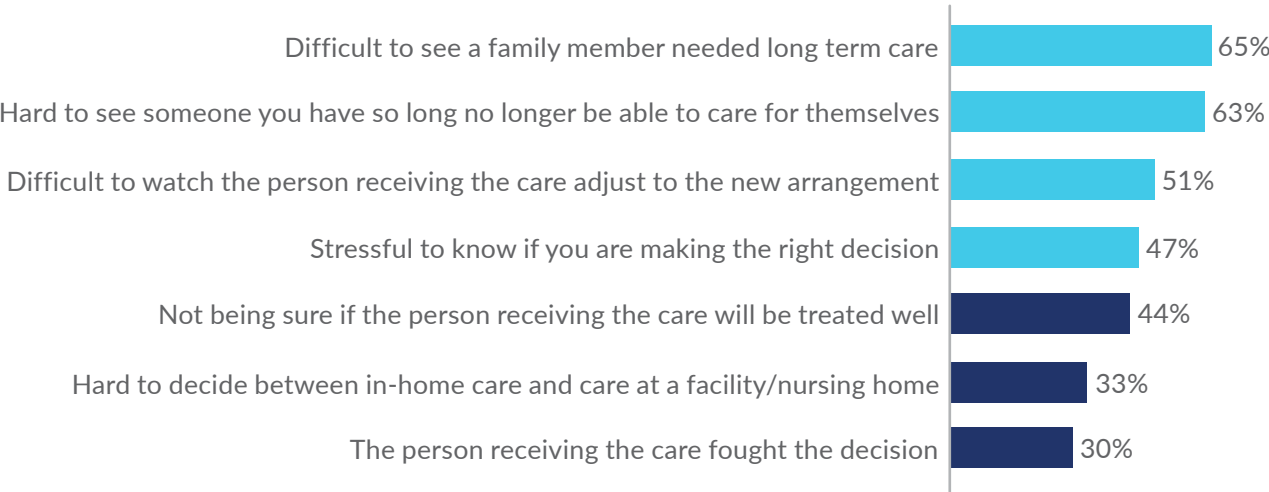 Difficult to see a family member needed long term care 65%
Hard to see someone you have so long no longer be able to care for themselves 63%
Difficult to watch the person receiving the care adjust to the new arrangement 51%
Stressful to know if you are making the right decision 47%
Not being sure if the person receiving the care will be treated well 44%
Hard to decide between in-home care and care at a facility/nursing home 33%
The person receiving the care fought the decision 30%